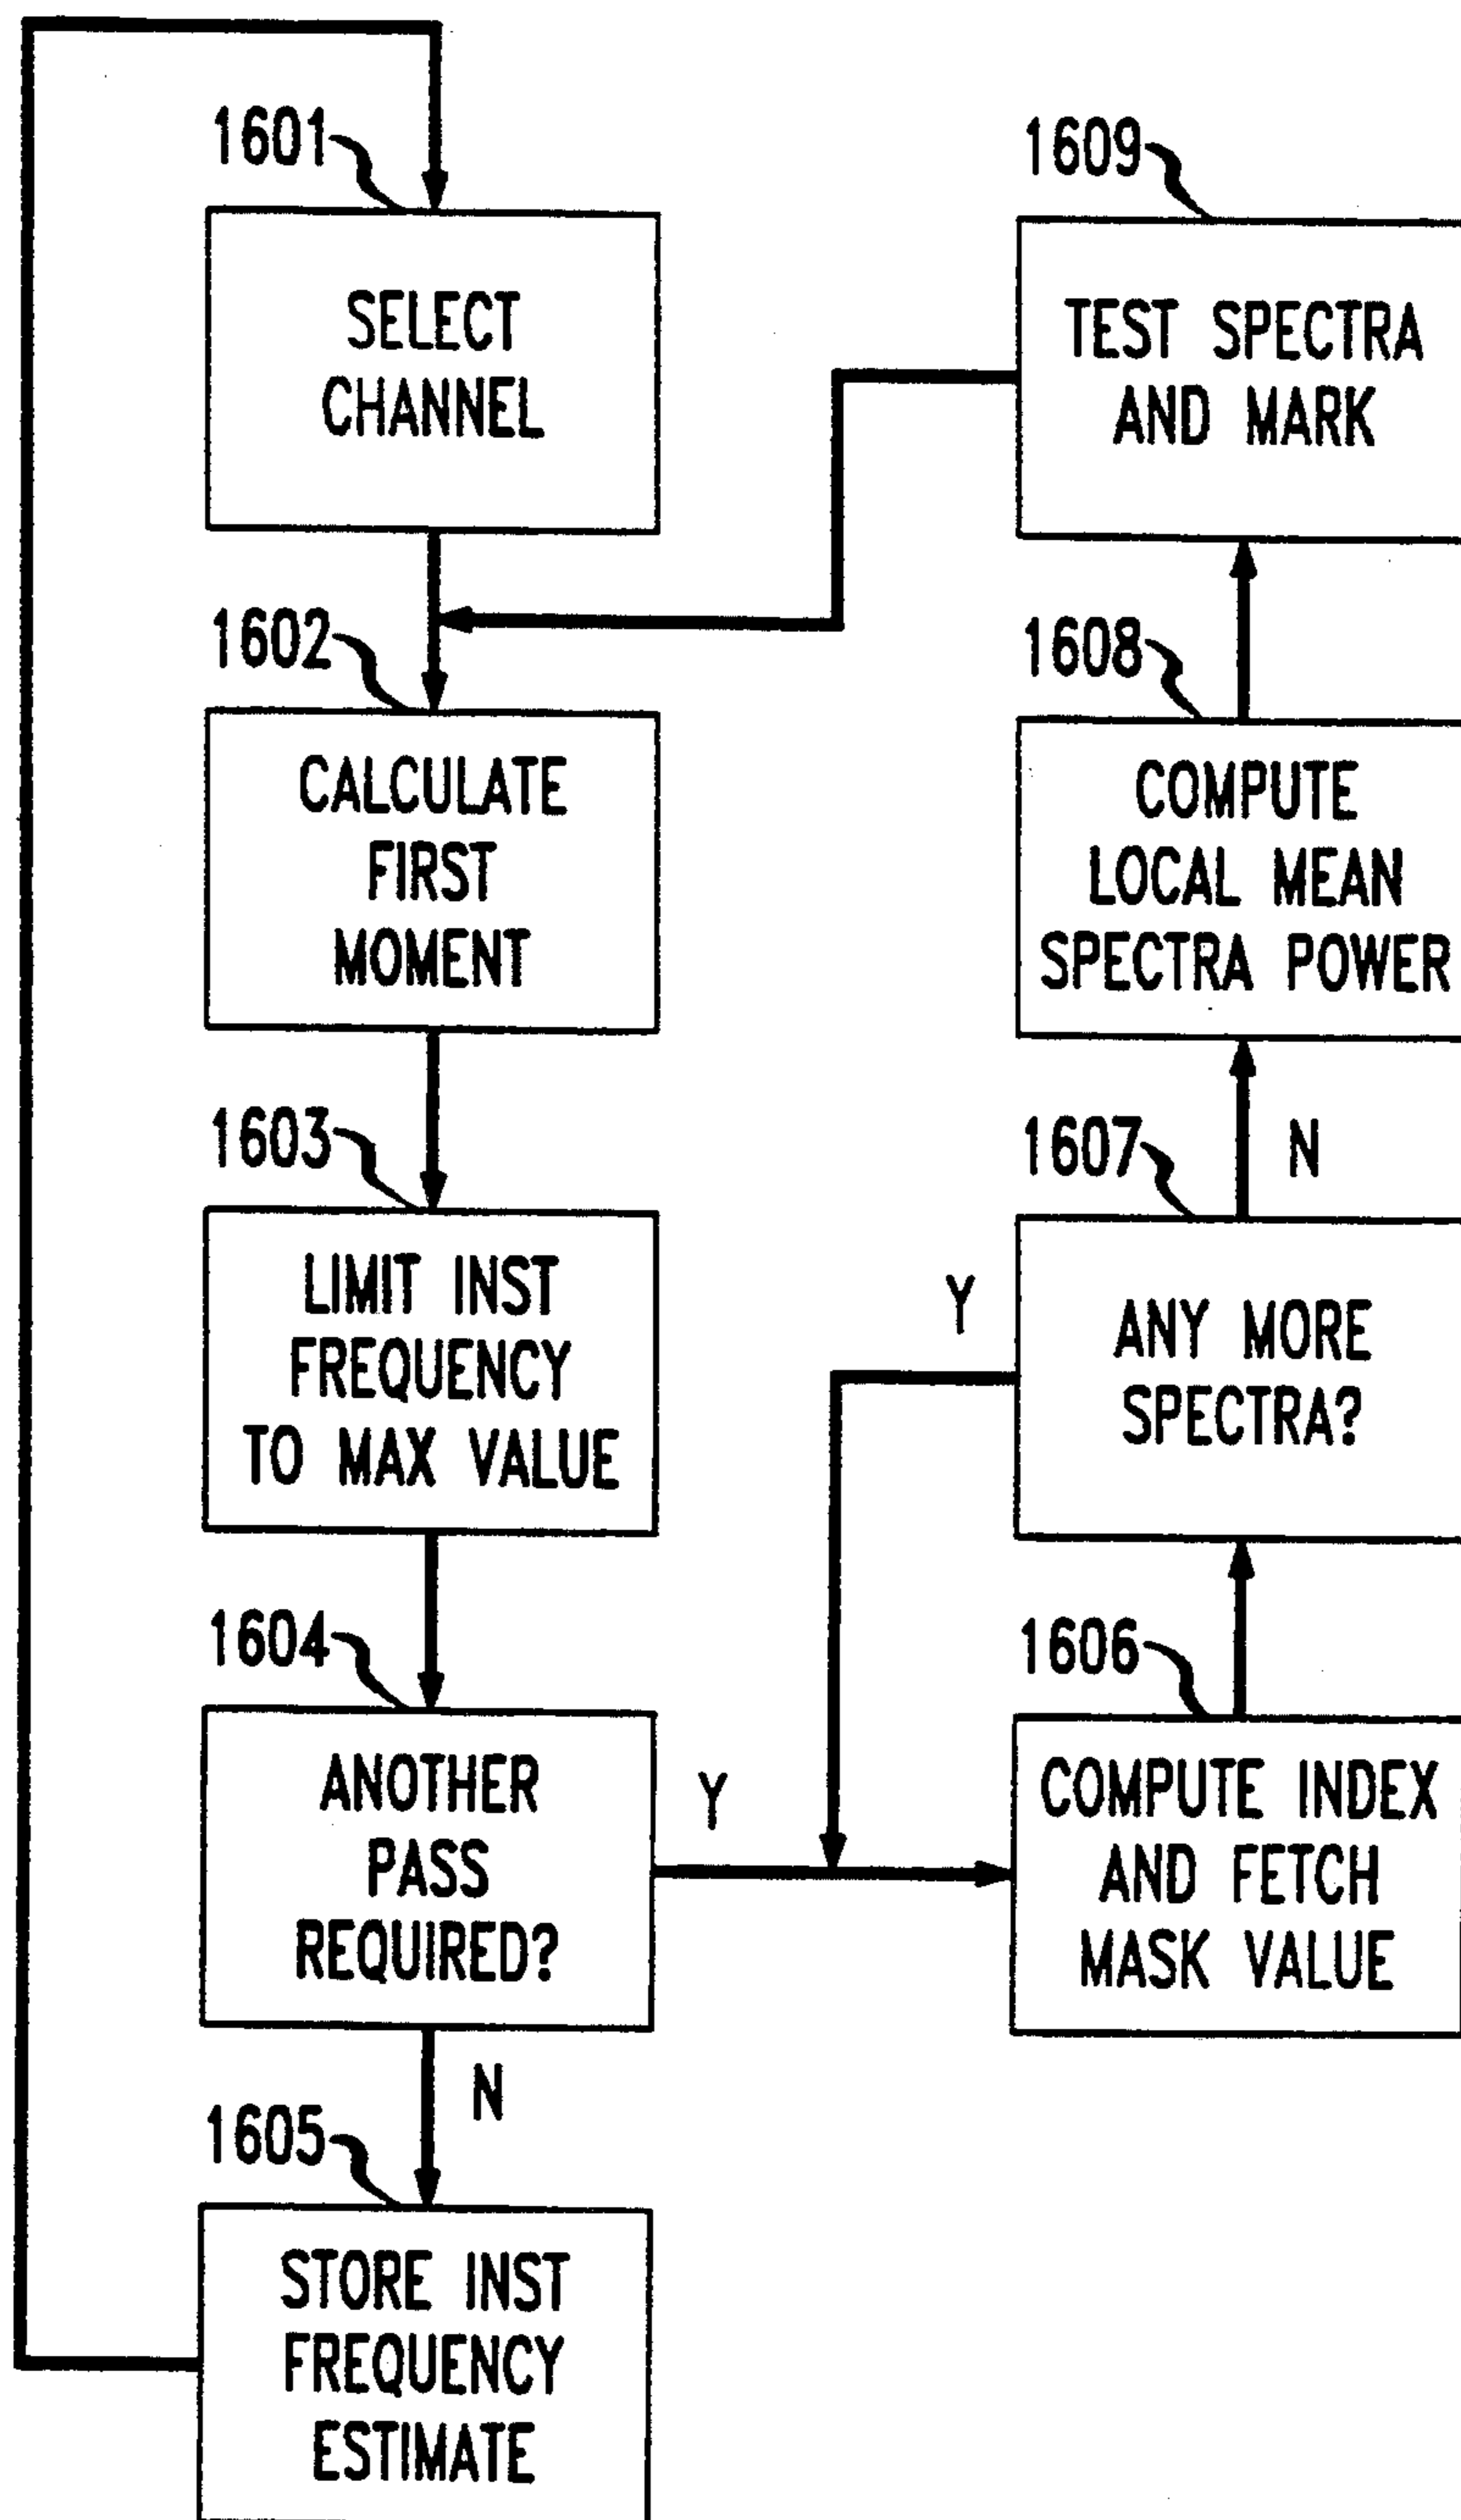 1601
SELECT
CHANNEL
1602
CALCULATE
FIRST
MOMENT
1603
LIMIT INST
FREQUENCY
TO MAX VALUE
1604
ANOTHER
PASS
REQUIRED?
Y
N
1605
STORE INST
FREQUENCY
ESTIMATE
1609
TEST SPECTRA
AND MARK
1608
COMPUTE
LOCAL MEAN
SPECTRA POWER
1607
N
Y
ANY MORE
SPECTRA?
1606
COMPUTE INDEX
AND FETCH
MASK VALUE